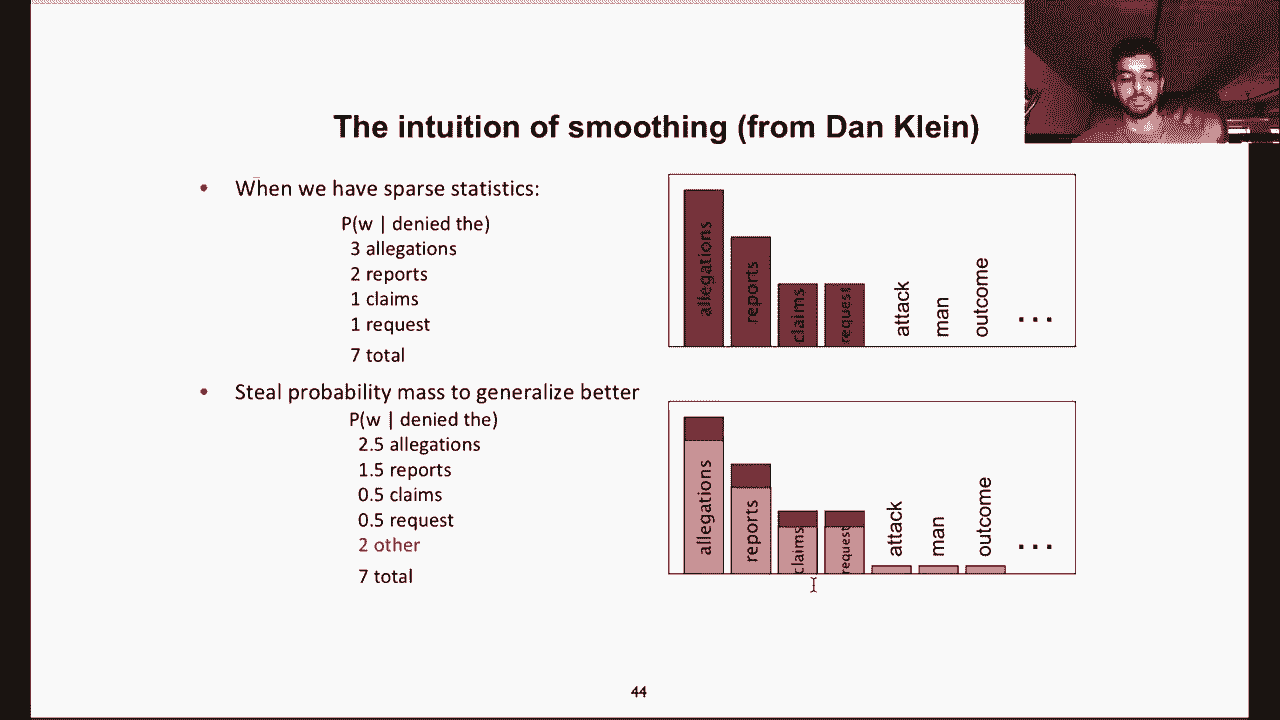 The intuition of smoothing (from Dan Klein)
• When we have sparse statistics:
P(w | denied the)
3 allegations
2 reports
1 claims
1 request
7 total
• Steal probability mass to generalize better
P(w | denied the)
2.5 allegations
1.5 reports
0.5 claims
0.5 request
2 other
7 total
allegations
reports
claims
request
attack
man
outcome
...
allegations
reports
claims
request
attack
man
outcome
...
44